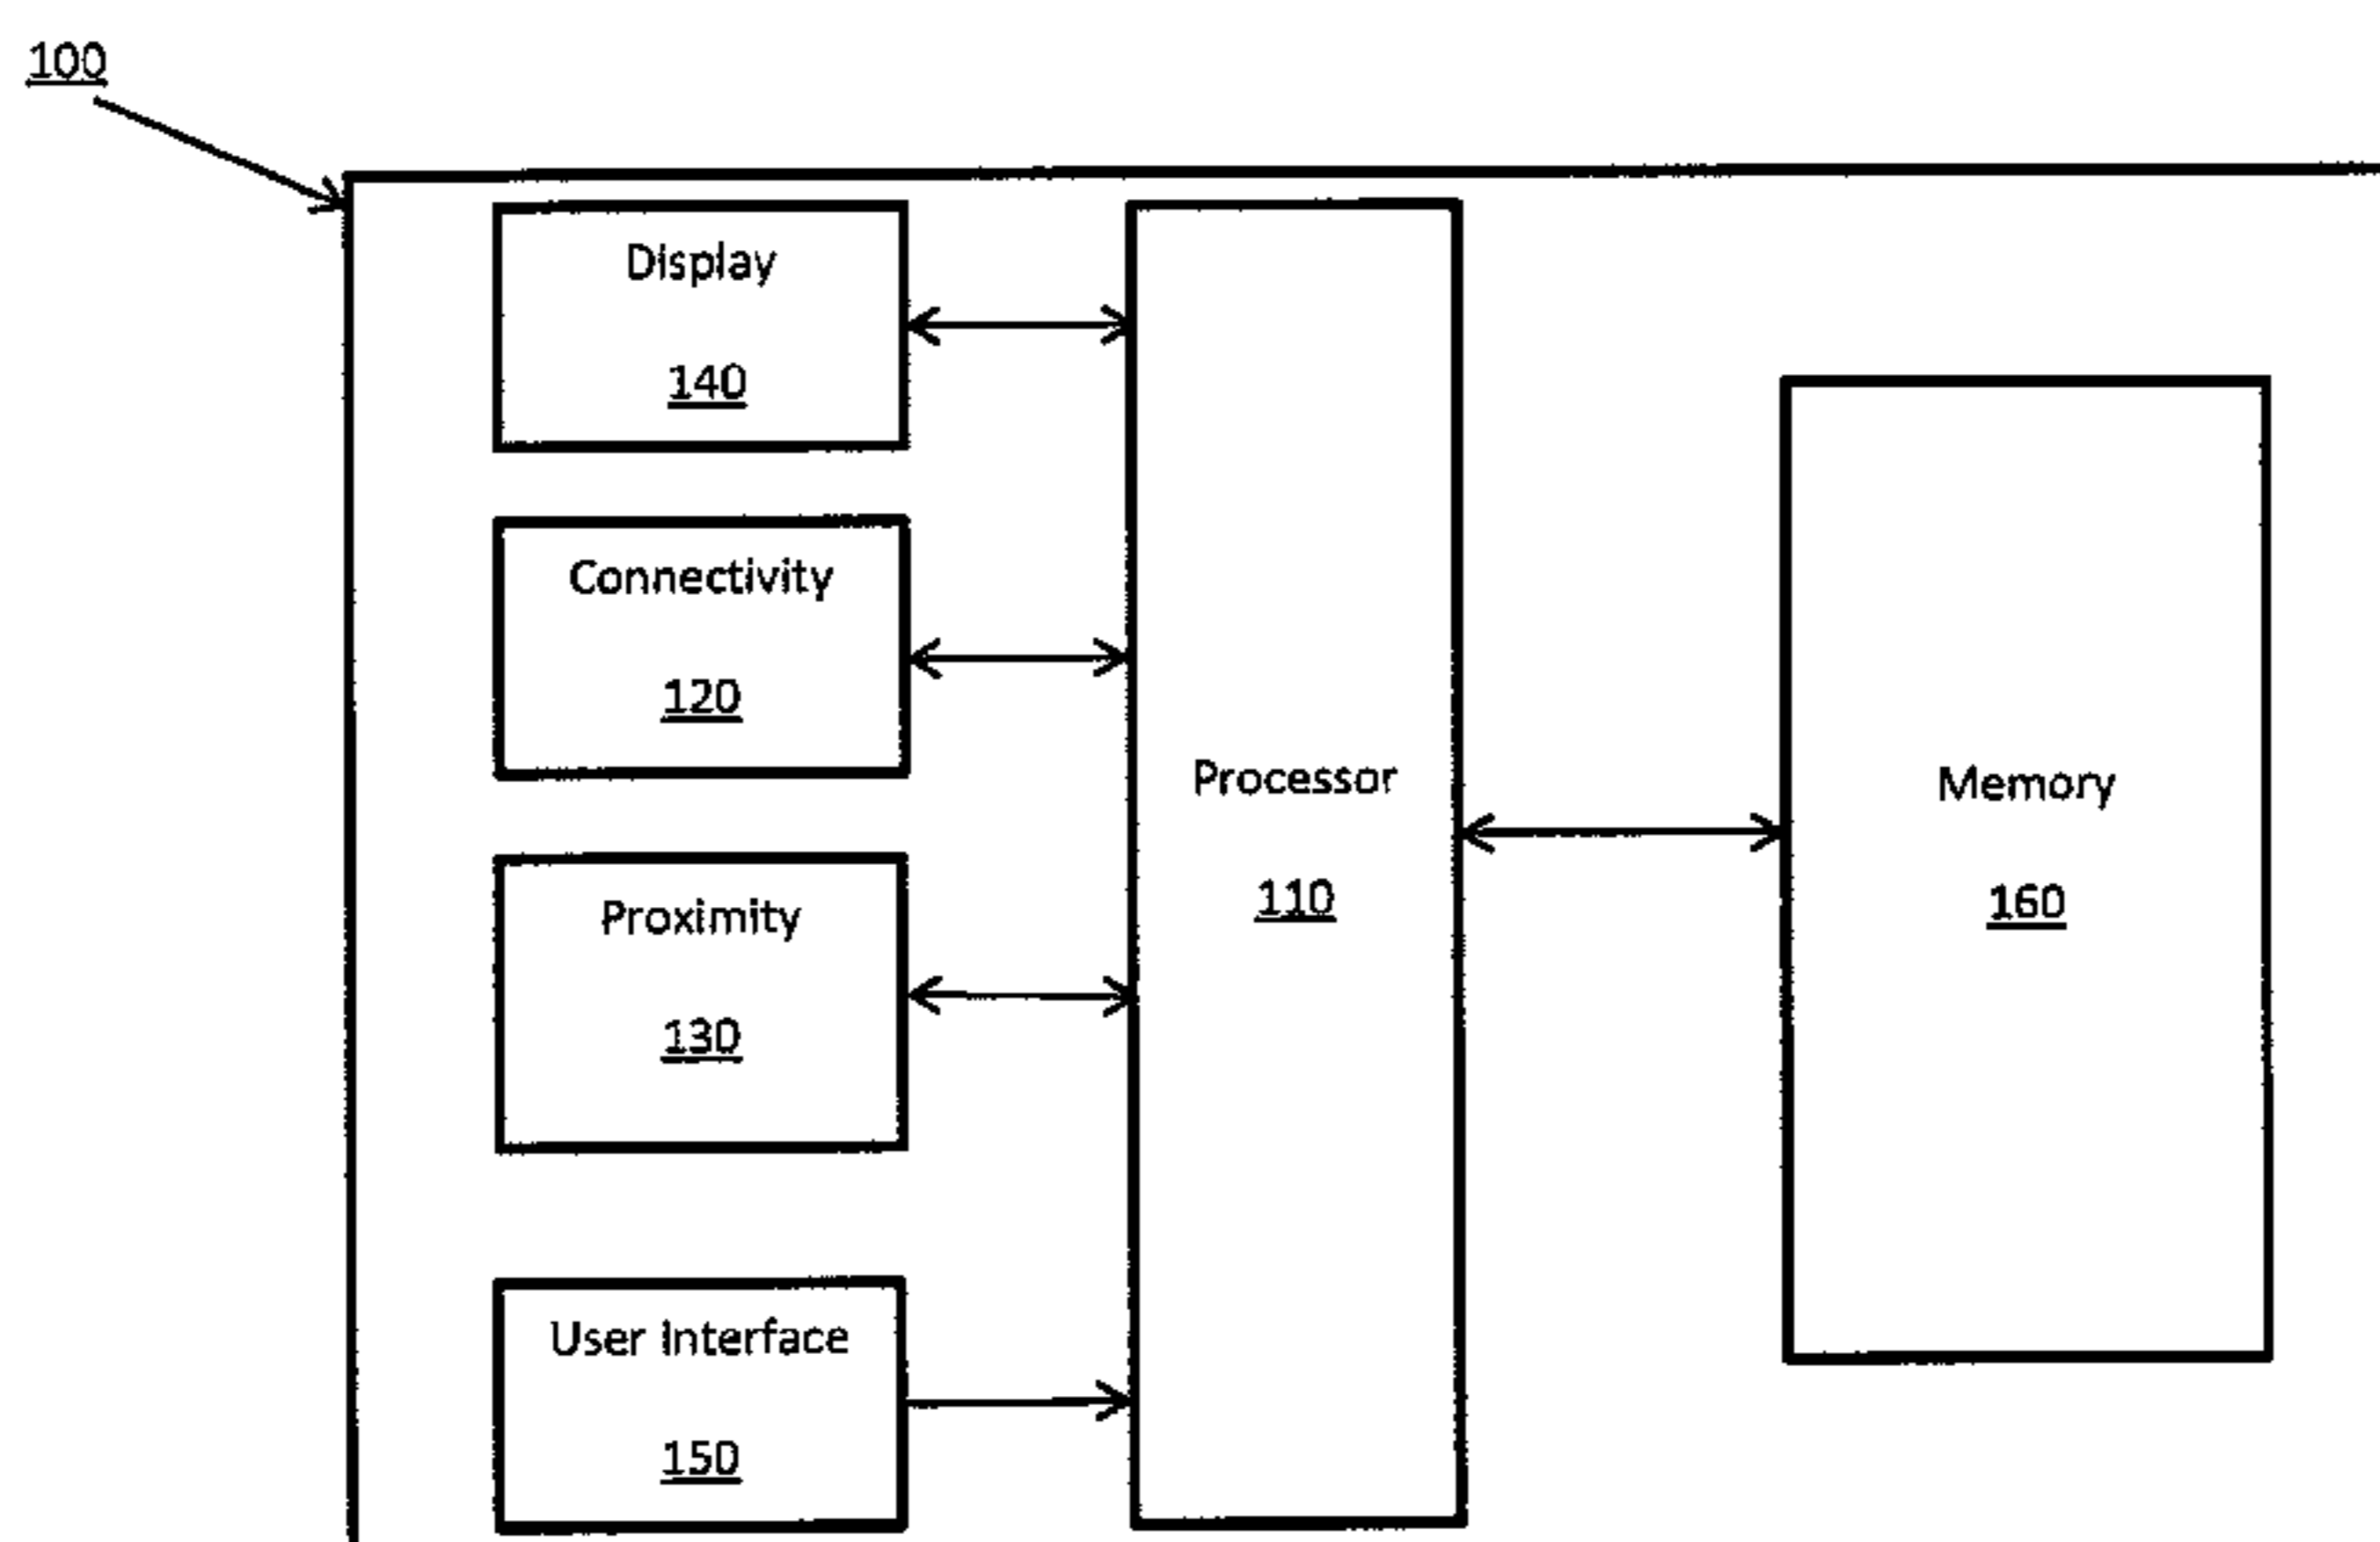 100
Display
140
Connectivity
120
Proximity
130
User Interface
150
Processor
110
Memory
160